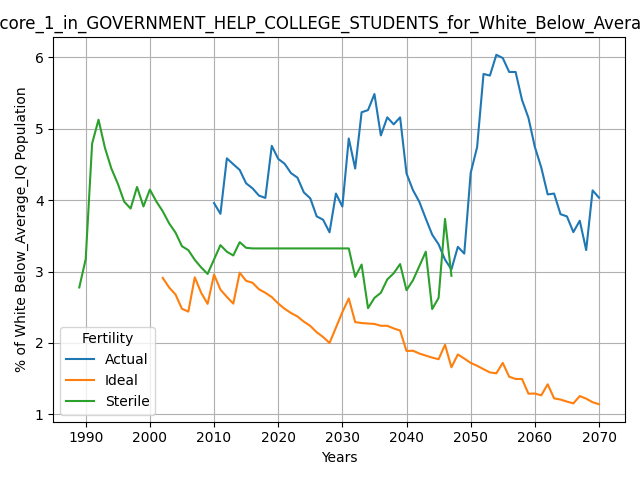 core_1_in_GOVERNMENT_HELP_COLLEGE_STUDENTS_for_White_Below_Avera
% of White Below_Average_IQ Population
6
5
4
3
2
1
Fertility
Actual
Ideal
Sterile
1990 2000 2010 2020 2030 2040 2050 2060 2070
Years